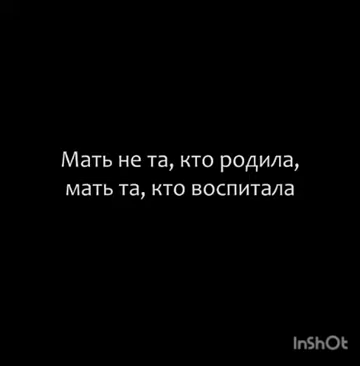 Мать не та, кто родила,
мать та, кто воспитала
InShOt